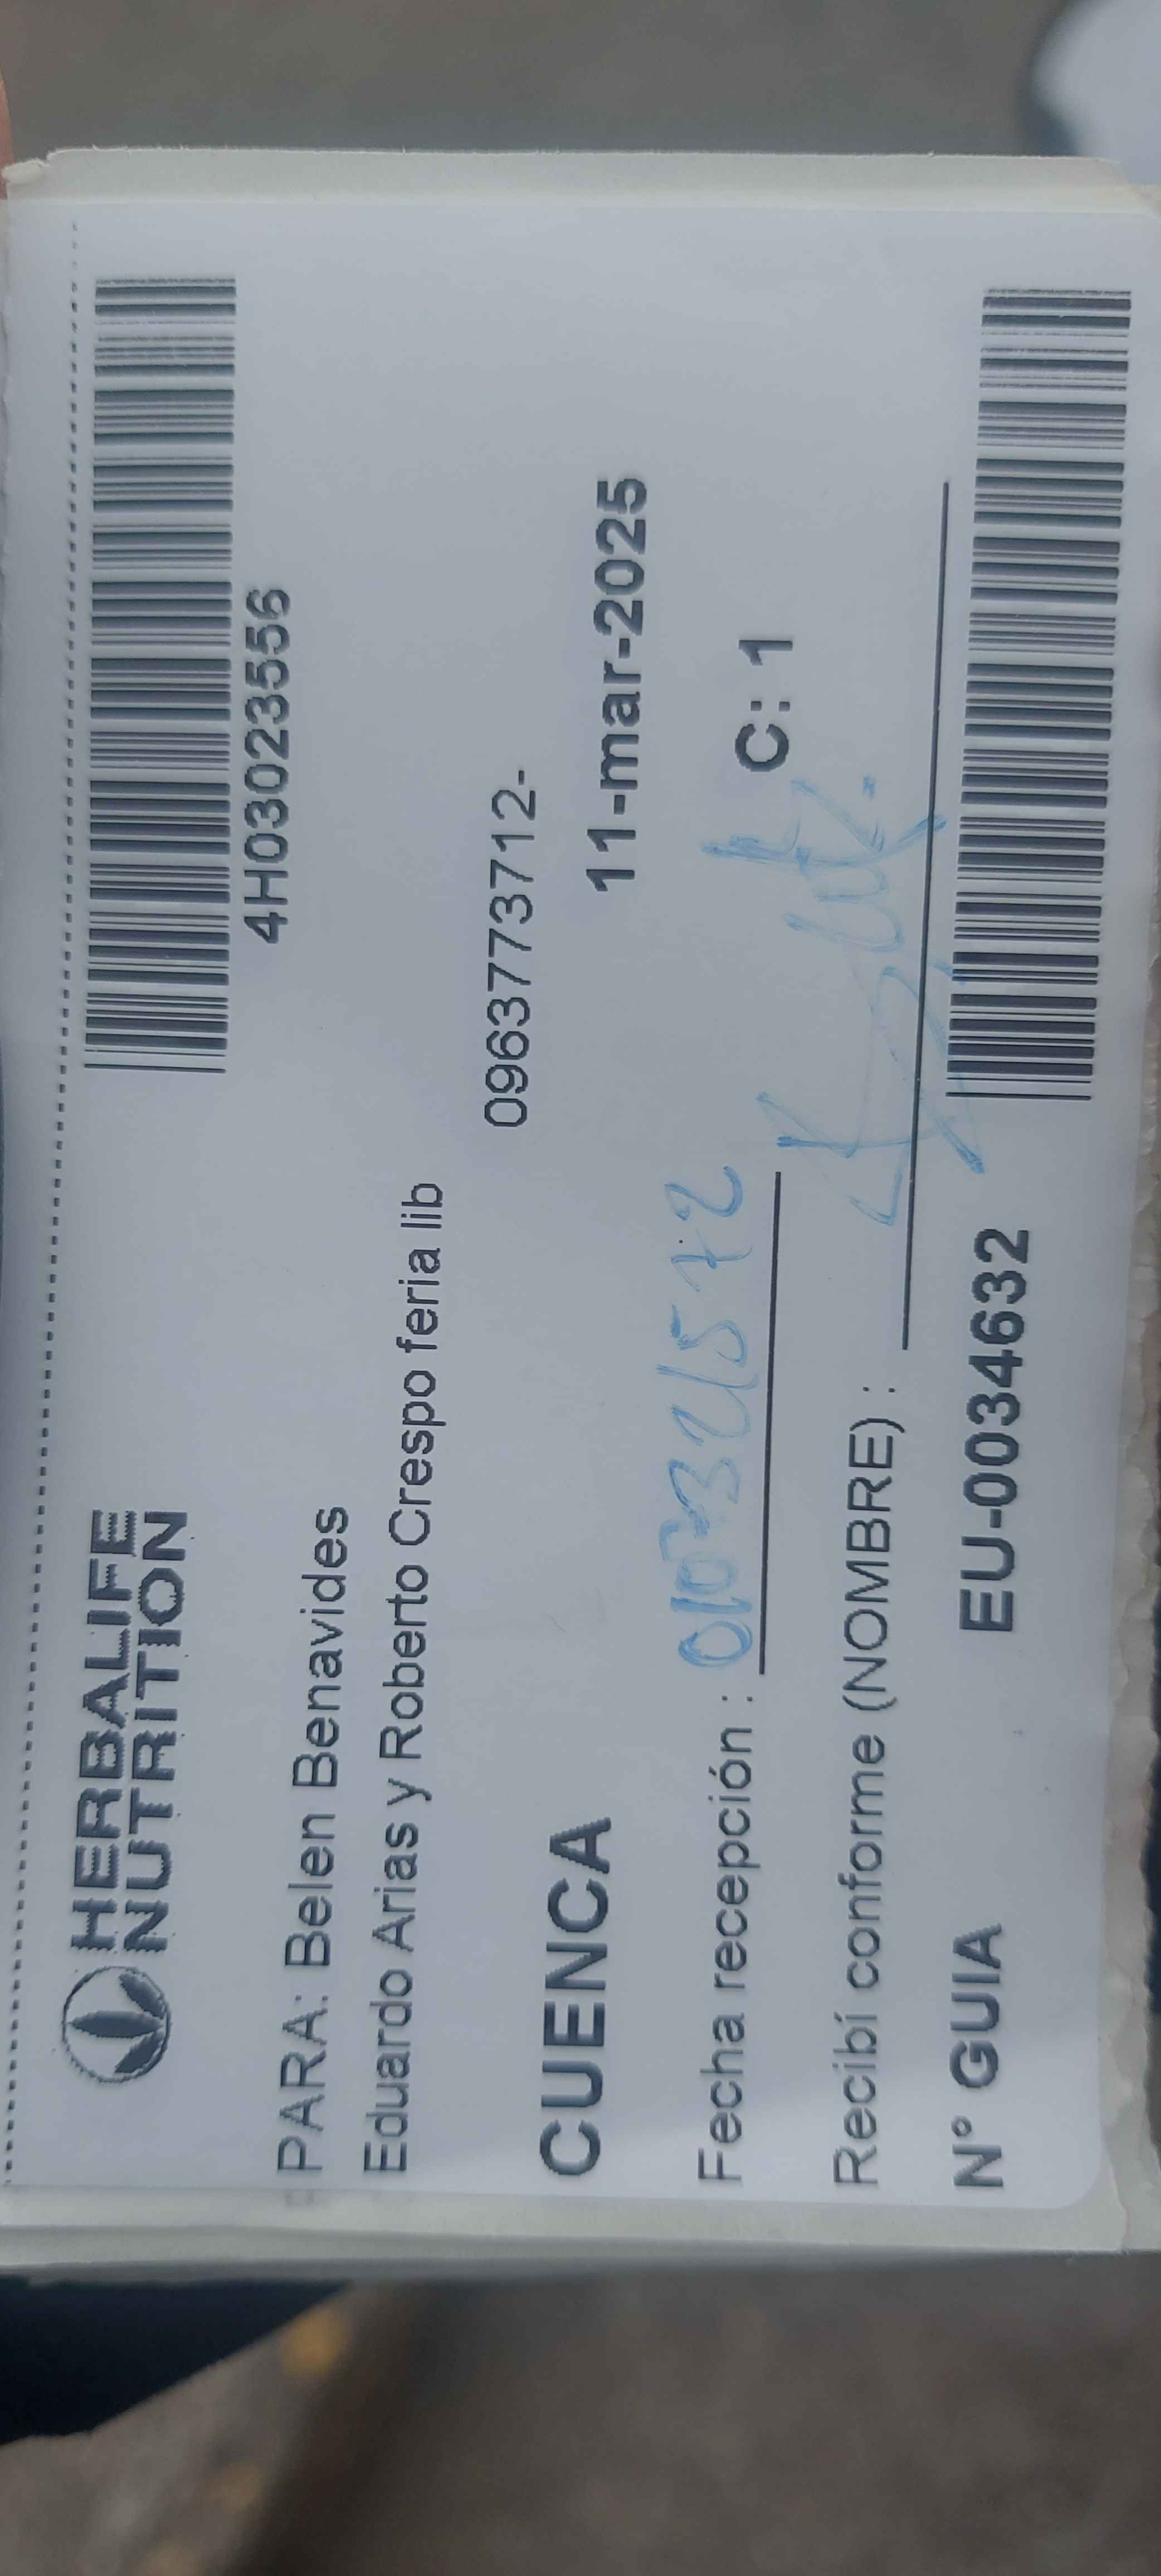 HERBALIFE
NUTRITION
4H03023556
PARA: Belen Benavides
Eduardo Arias y Roberto Crespo feria lib
0963773712-
CUENCA
11-mar-2025
Fecha recepción :
C: 1
Recibí conforme (NOMBRE) :
N° GUIA
EU-0034632